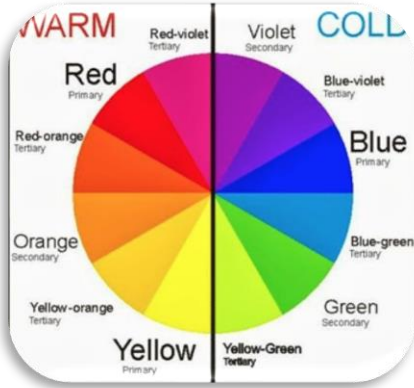 WARM
COLD
Red-violet
Tertiary
Violet
Secondary
Red
Primary
Blue-violet
Tertiary
Blue
Primary
Red-orange
Tertiary
Orange
Secondary
Blue-green
Tertiary
Yellow-orange
Tertiary
Green
Secondary
Yellow
Primary
Yellow-Green
Tertiary